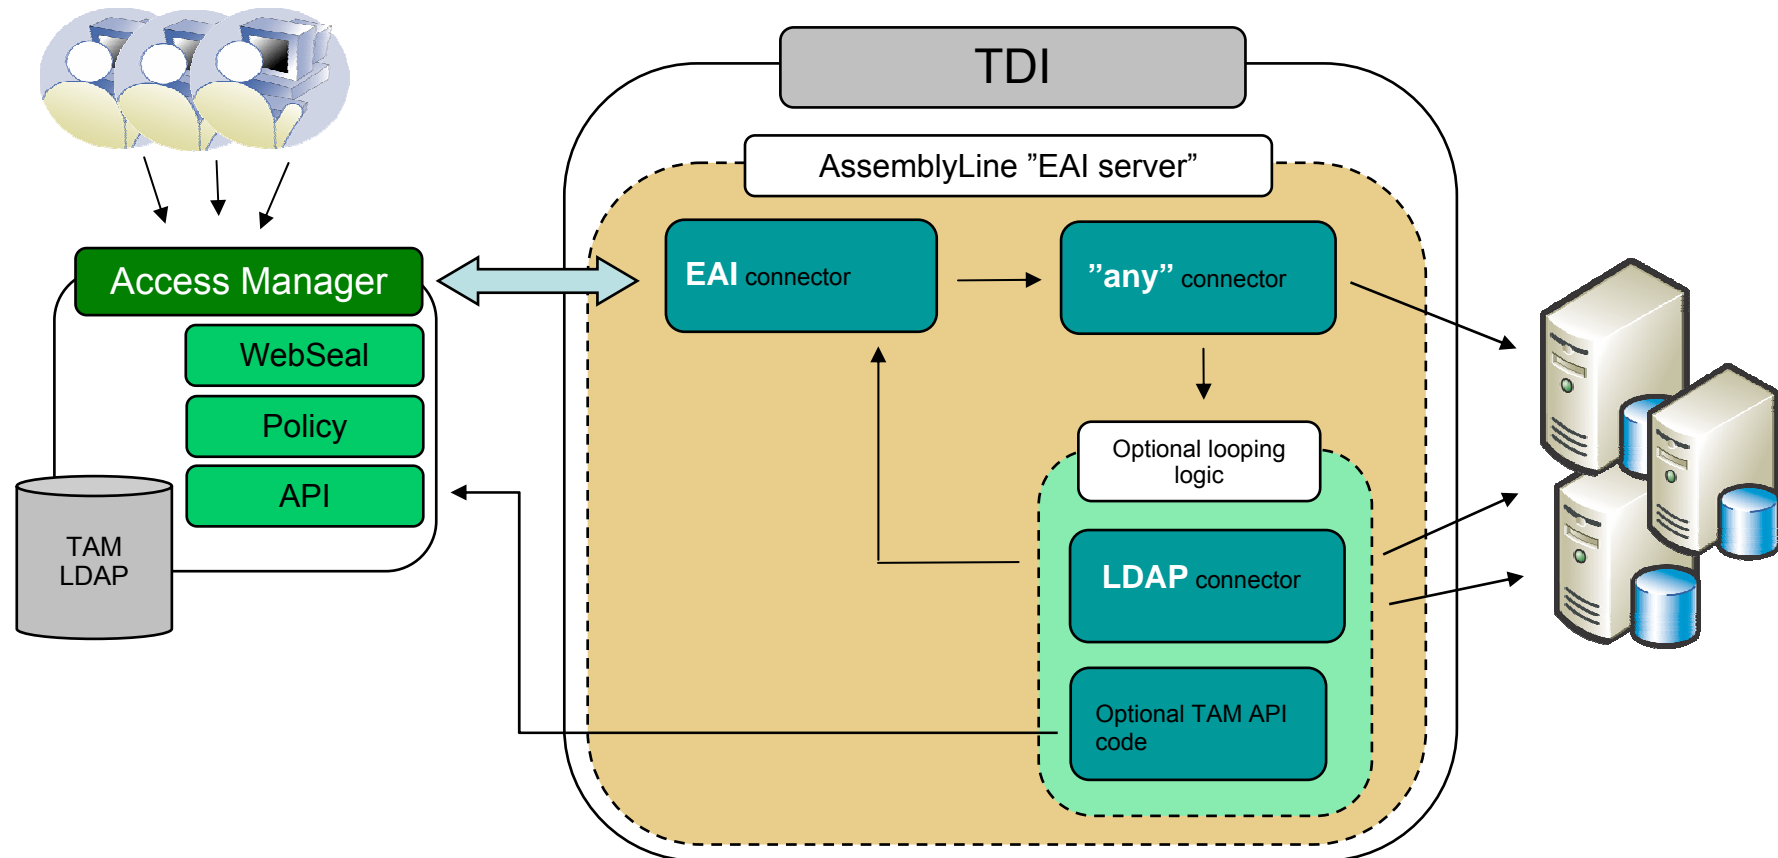 TDI
AssemblyLine ”EAI server”
Access Manager
EAI connector
”any” connector
WebSeal
Policy
API
TAM
LDAP
Optional looping
logic
LDAP connector
Optional TAM API
code